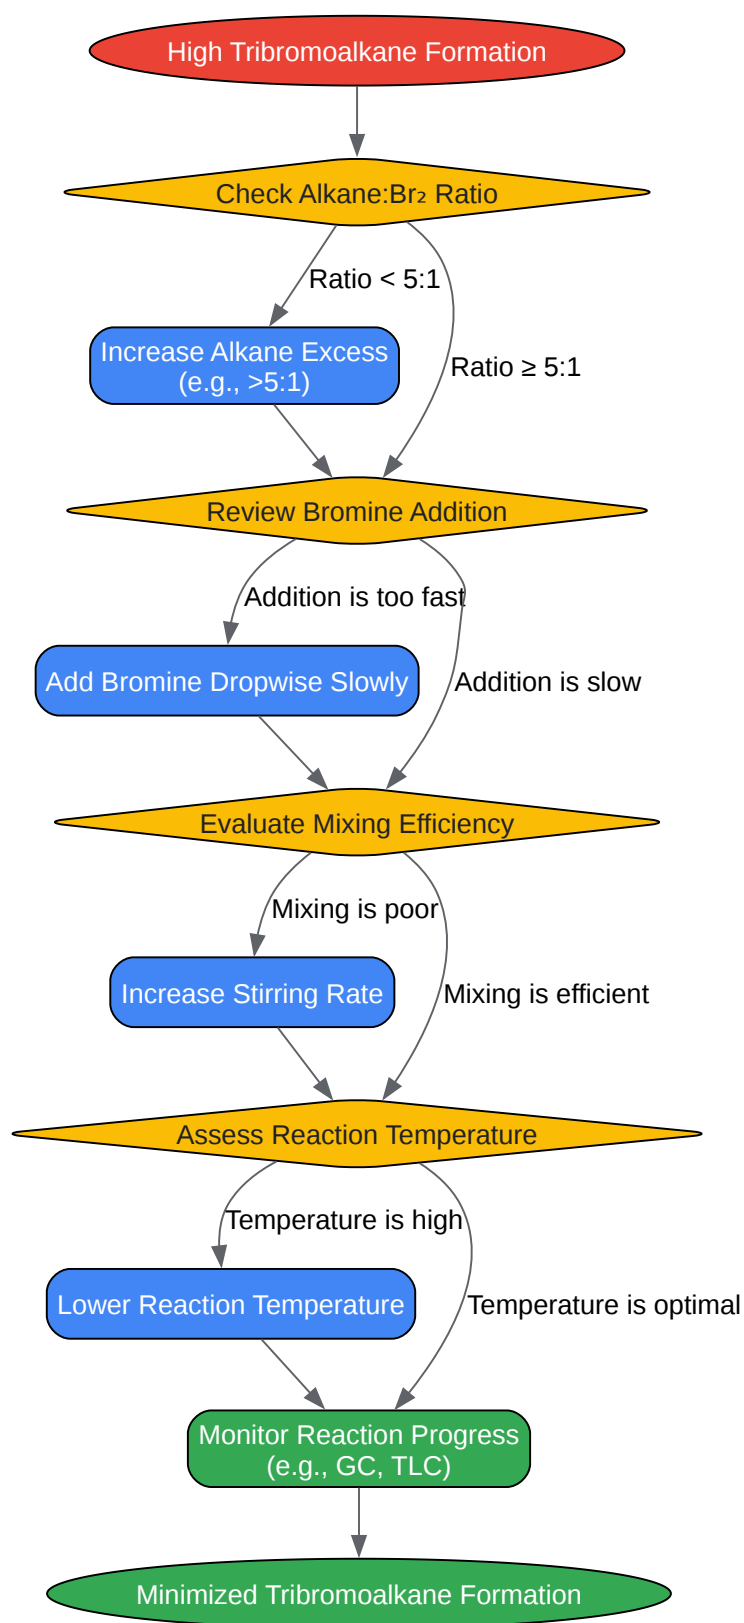 High Tribromoalkane Formation
Check Alkane:Br₂ Ratio
Ratio < 5:1
Increase Alkane Excess
(e.g., >5:1)
Ratio ≥ 5:1
Review Bromine Addition
Addition is too fast
Add Bromine Dropwise Slowly
Addition is slow
Evaluate Mixing Efficiency
Mixing is poor
Increase Stirring Rate
Mixing is efficient
Assess Reaction Temperature
Temperature is high
Lower Reaction Temperature
Temperature is optimal
Monitor Reaction Progress
(e.g., GC, TLC)
Minimized Tribromoalkane Formation